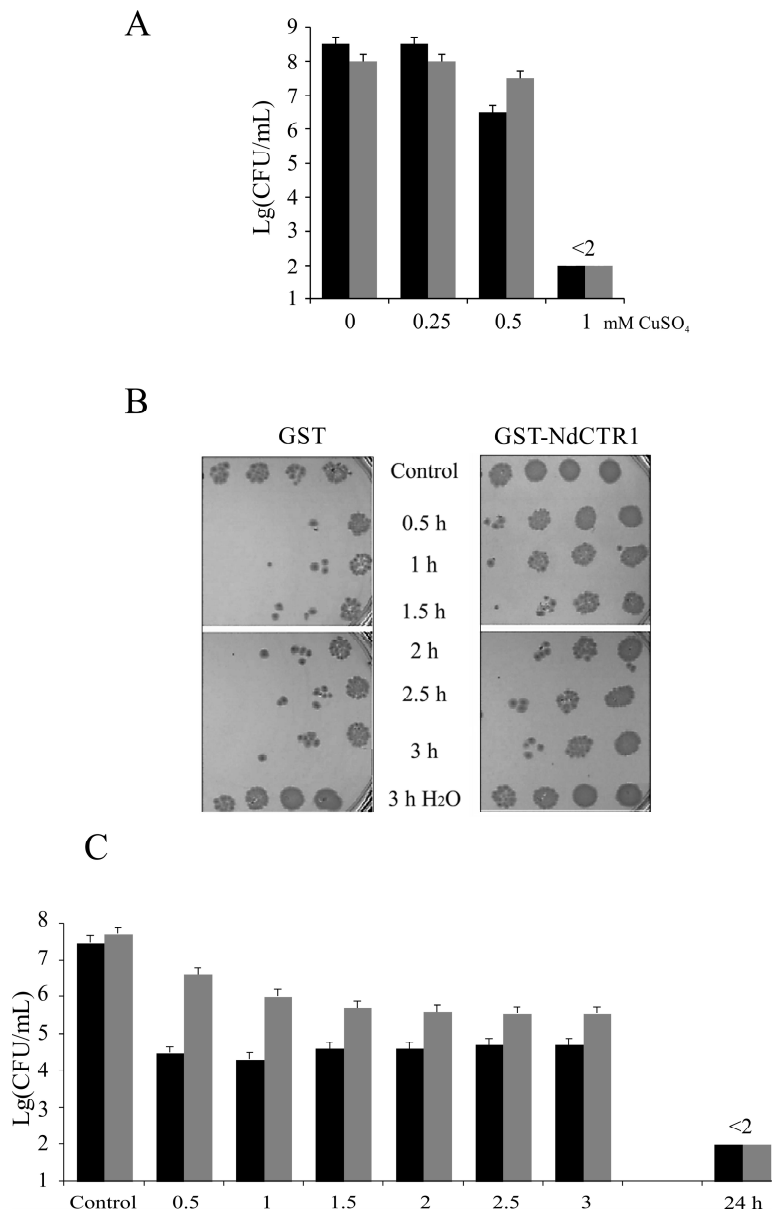 A
Lg(CFU/mL)
9
8
7
6
5
4
3
2
1
<2
0 0.25 0.5 1 mM CuSO₄
B
GST GST-NdCTR1
Control
0.5 h
1 h
1.5 h
2 h
2.5 h
3 h
3 h H₂O
C
Lg(CFU/mL)
8
7
6
5
4
3
2
1
<2
Control 0.5 1 1.5 2 2.5 3 24 h